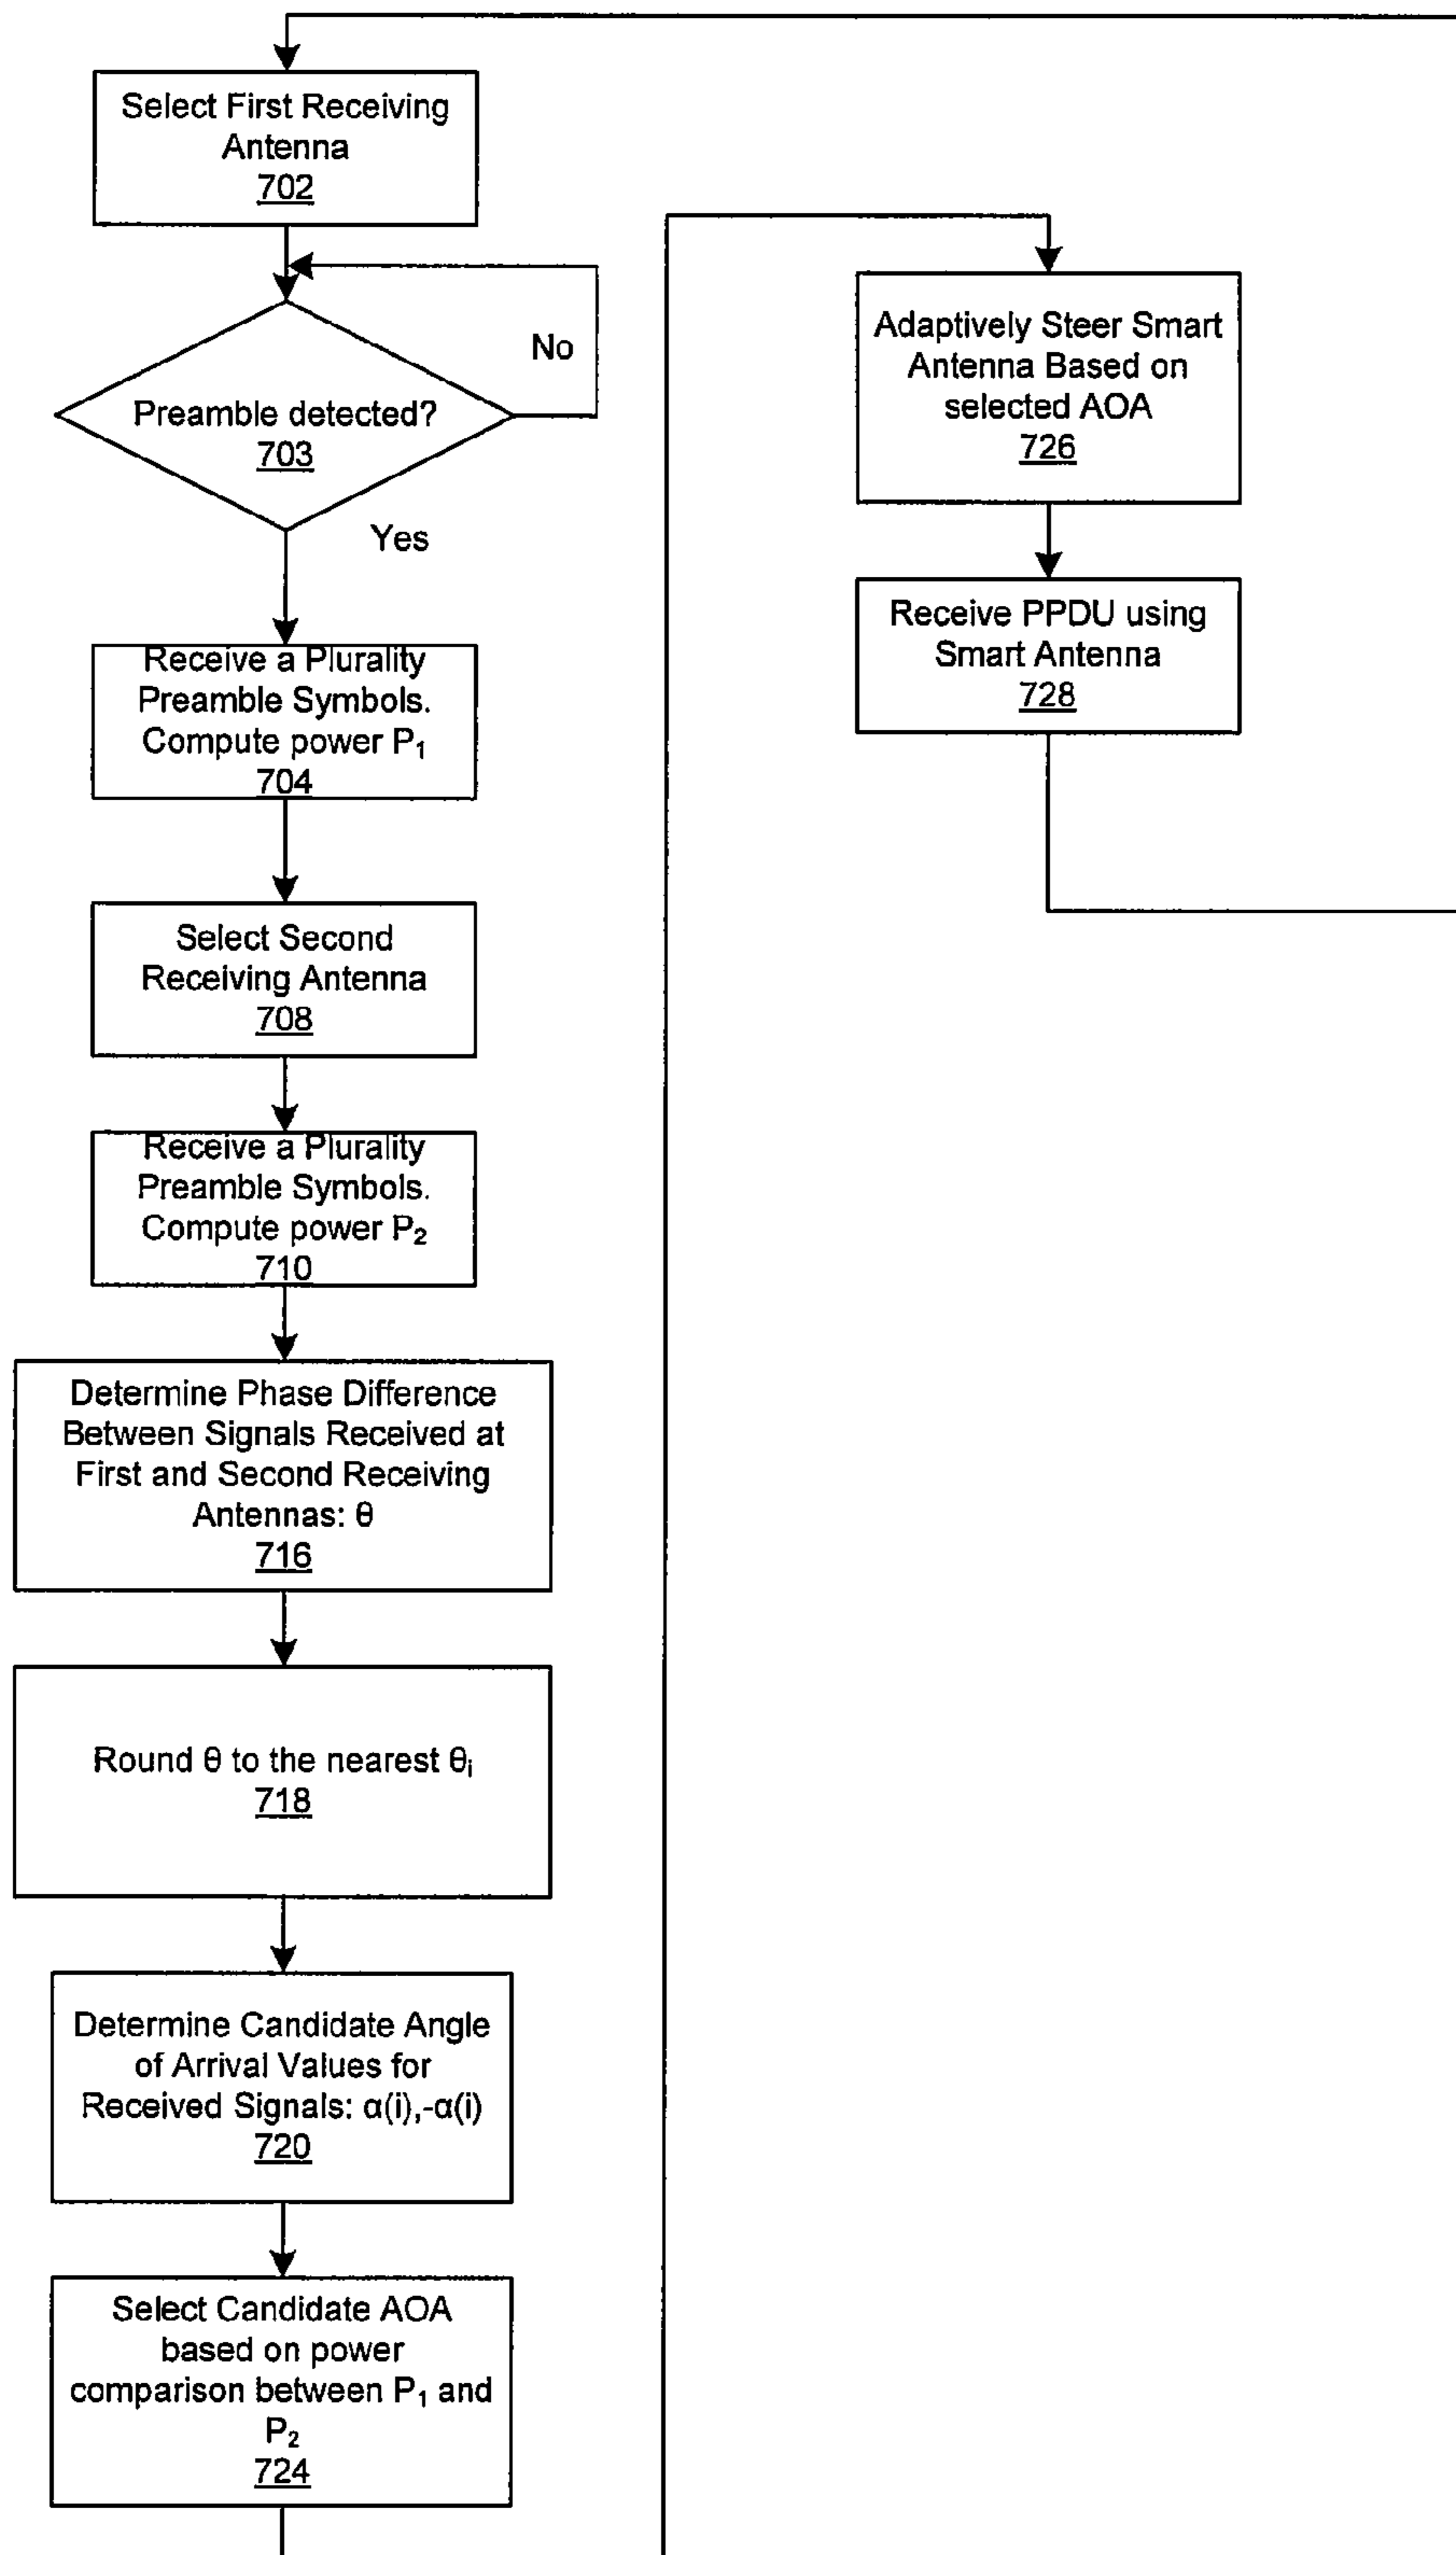 Select First Receiving
Antenna
702
Preamble detected?
703
No
Yes
Receive a Plurality
Preamble Symbols.
Compute power P₁
704
Select Second
Receiving Antenna
708
Receive a Plurality
Preamble Symbols.
Compute power P₂
710
Determine Phase Difference
Between Signals Received at
First and Second Receiving
Antennas: θ
716
Round θ to the nearest θᵢ
718
Determine Candidate Angle
of Arrival Values for
Received Signals: α(i),-α(i)
720
Select Candidate AOA
based on power
comparison between P₁ and
P₂
724
Adaptively Steer Smart
Antenna Based on
selected AOA
726
Receive PPDU using
Smart Antenna
728